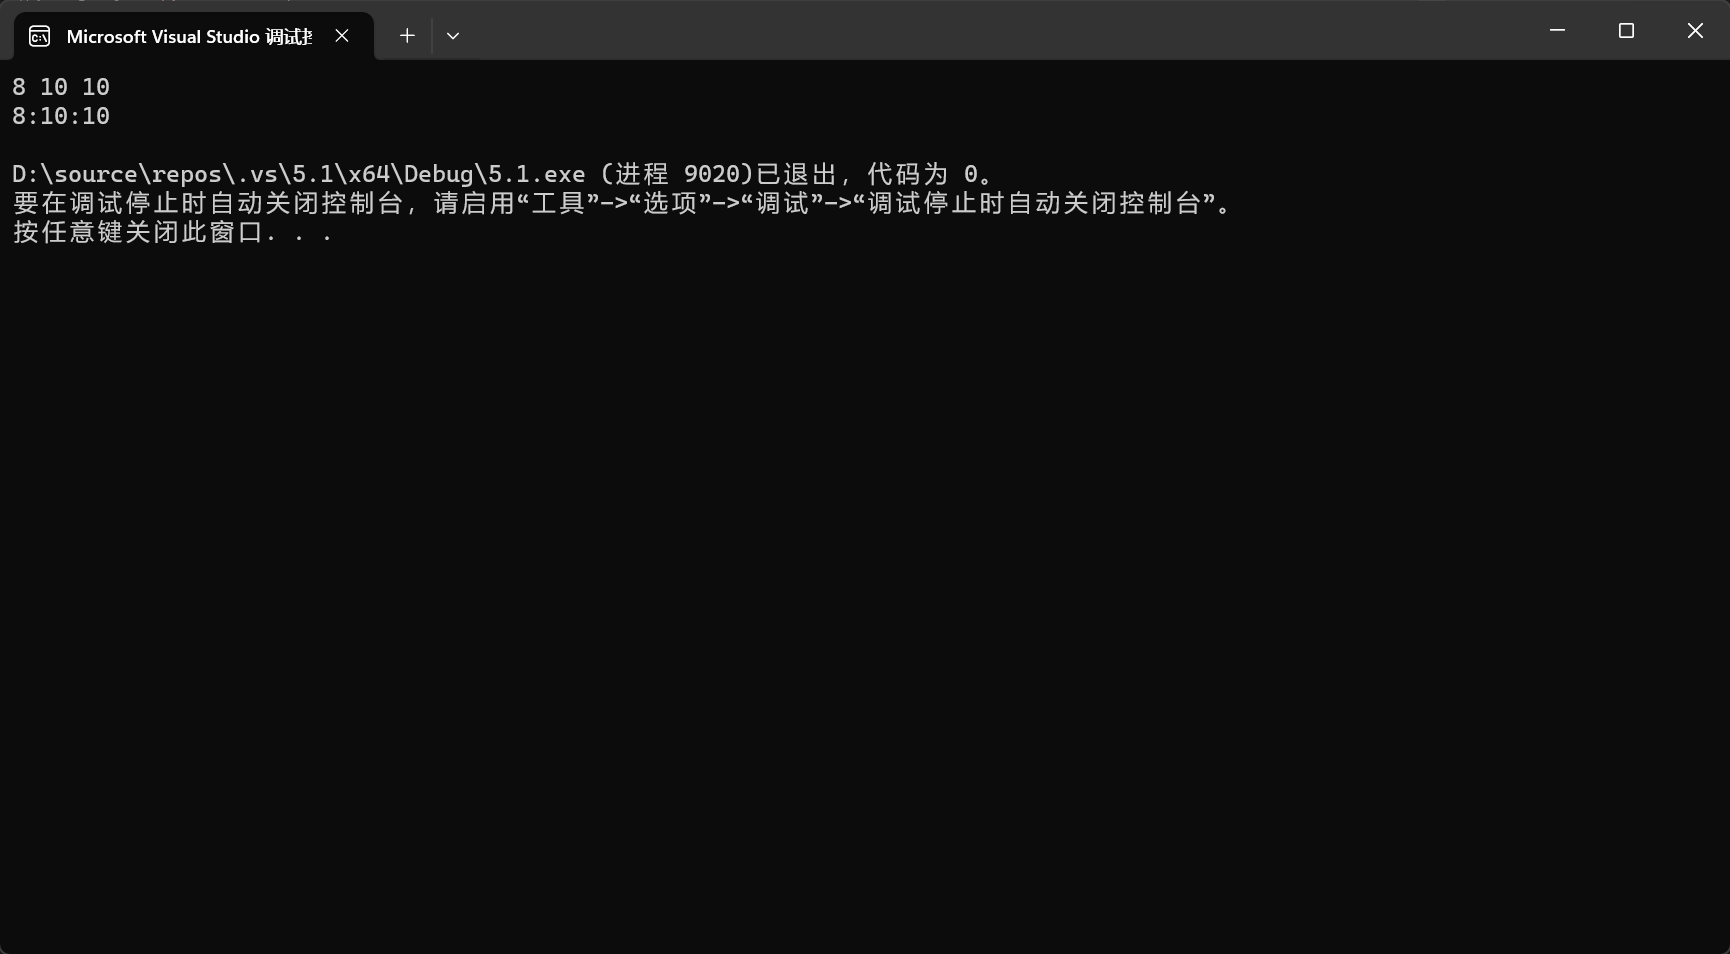 Microsoft Visual Studio 调试
8 10 10
8:10:10
D:\source\repos\.vs\5.1\x64\Debug\5.1.exe (进程 9020)已退出，代码为 0。
要在调试停止时自动关闭控制台，请启用“工具”->“选项”->“调试”->“调试停止时自动关闭控制台”。
按任意键关闭此窗口. . .